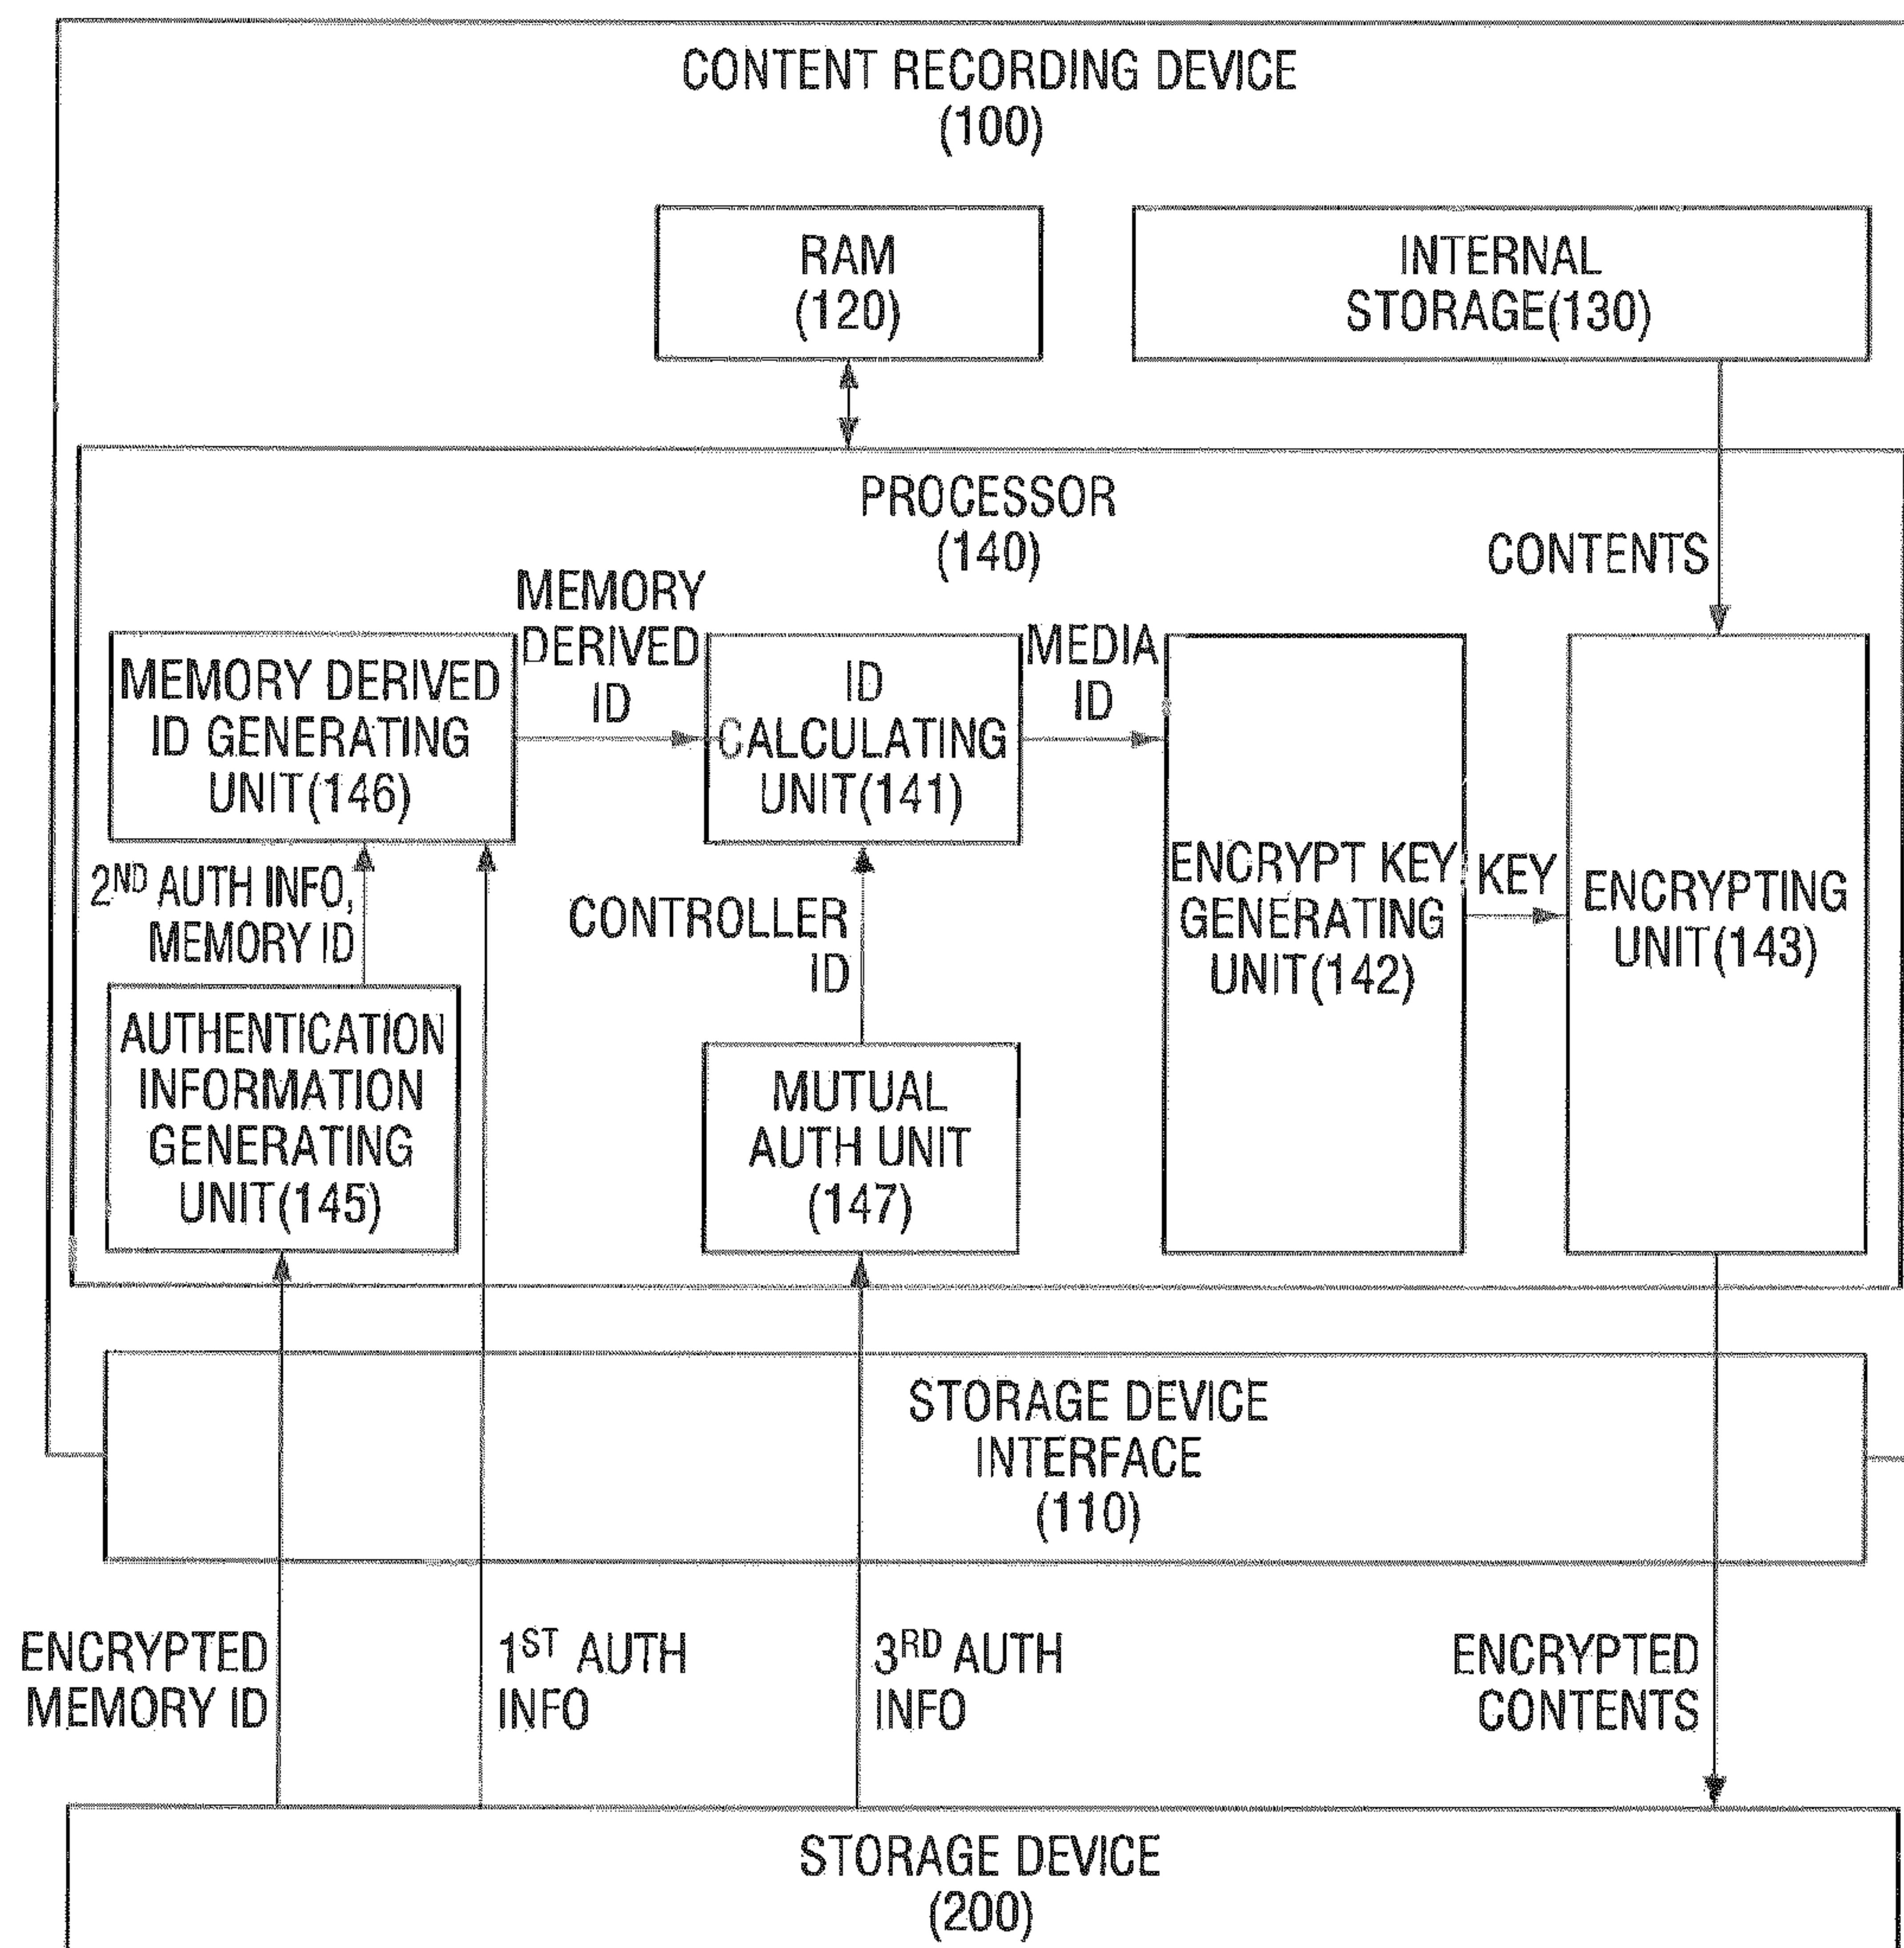 CONTENT RECORDING DEVICE
(100)
RAM
(120)
INTERNAL
STORAGE(130)
PROCESSOR
(140)
CONTENTS
MEMORY
DERIVED
ID
MEDIA
ID
MEMORY DERIVED
ID GENERATING
UNIT(146)
ID
CALCULATING
UNIT(141)
2ND AUTH INFO,
MEMORY ID
CONTROLLER
ID
ENCRYPT KEY
GENERATING
UNIT(142)
KEY
ENCRYPTING
UNIT(143)
AUTHENTICATION
INFORMATION
GENERATING
UNIT(145)
MUTUAL
AUTH UNIT
(147)
STORAGE DEVICE
INTERFACE
(110)
ENCRYPTED
MEMORY ID
1ST AUTH
INFO
3RD AUTH
INFO
ENCRYPTED
CONTENTS
STORAGE DEVICE
(200)